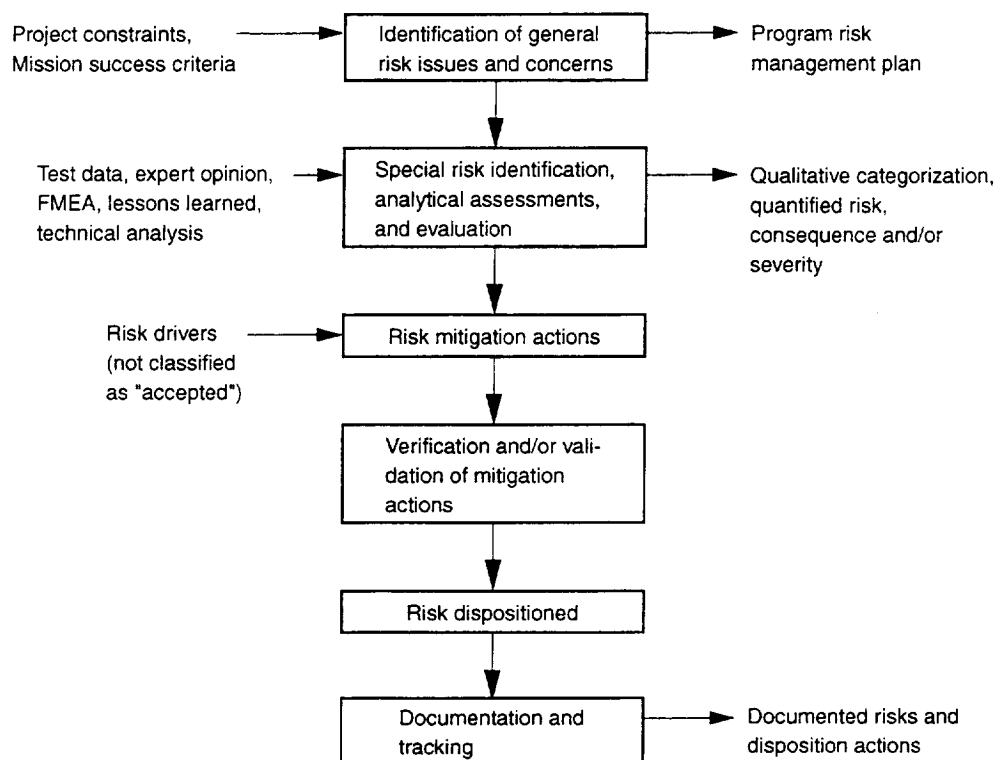 Project constraints,
Mission success criteria
Identification of general
risk issues and concerns
Program risk
management plan
Test data, expert opinion,
FMEA, lessons learned,
technical analysis
Special risk identification,
analytical assessments,
and evaluation
Qualitative categorization,
quantified risk,
consequence and/or
severity
Risk drivers
(not classified
as "accepted")
Risk mitigation actions
Verification and/or vali-
dation of mitigation
actions
Risk dispositioned
Documentation and
tracking
Documented risks and
disposition actions